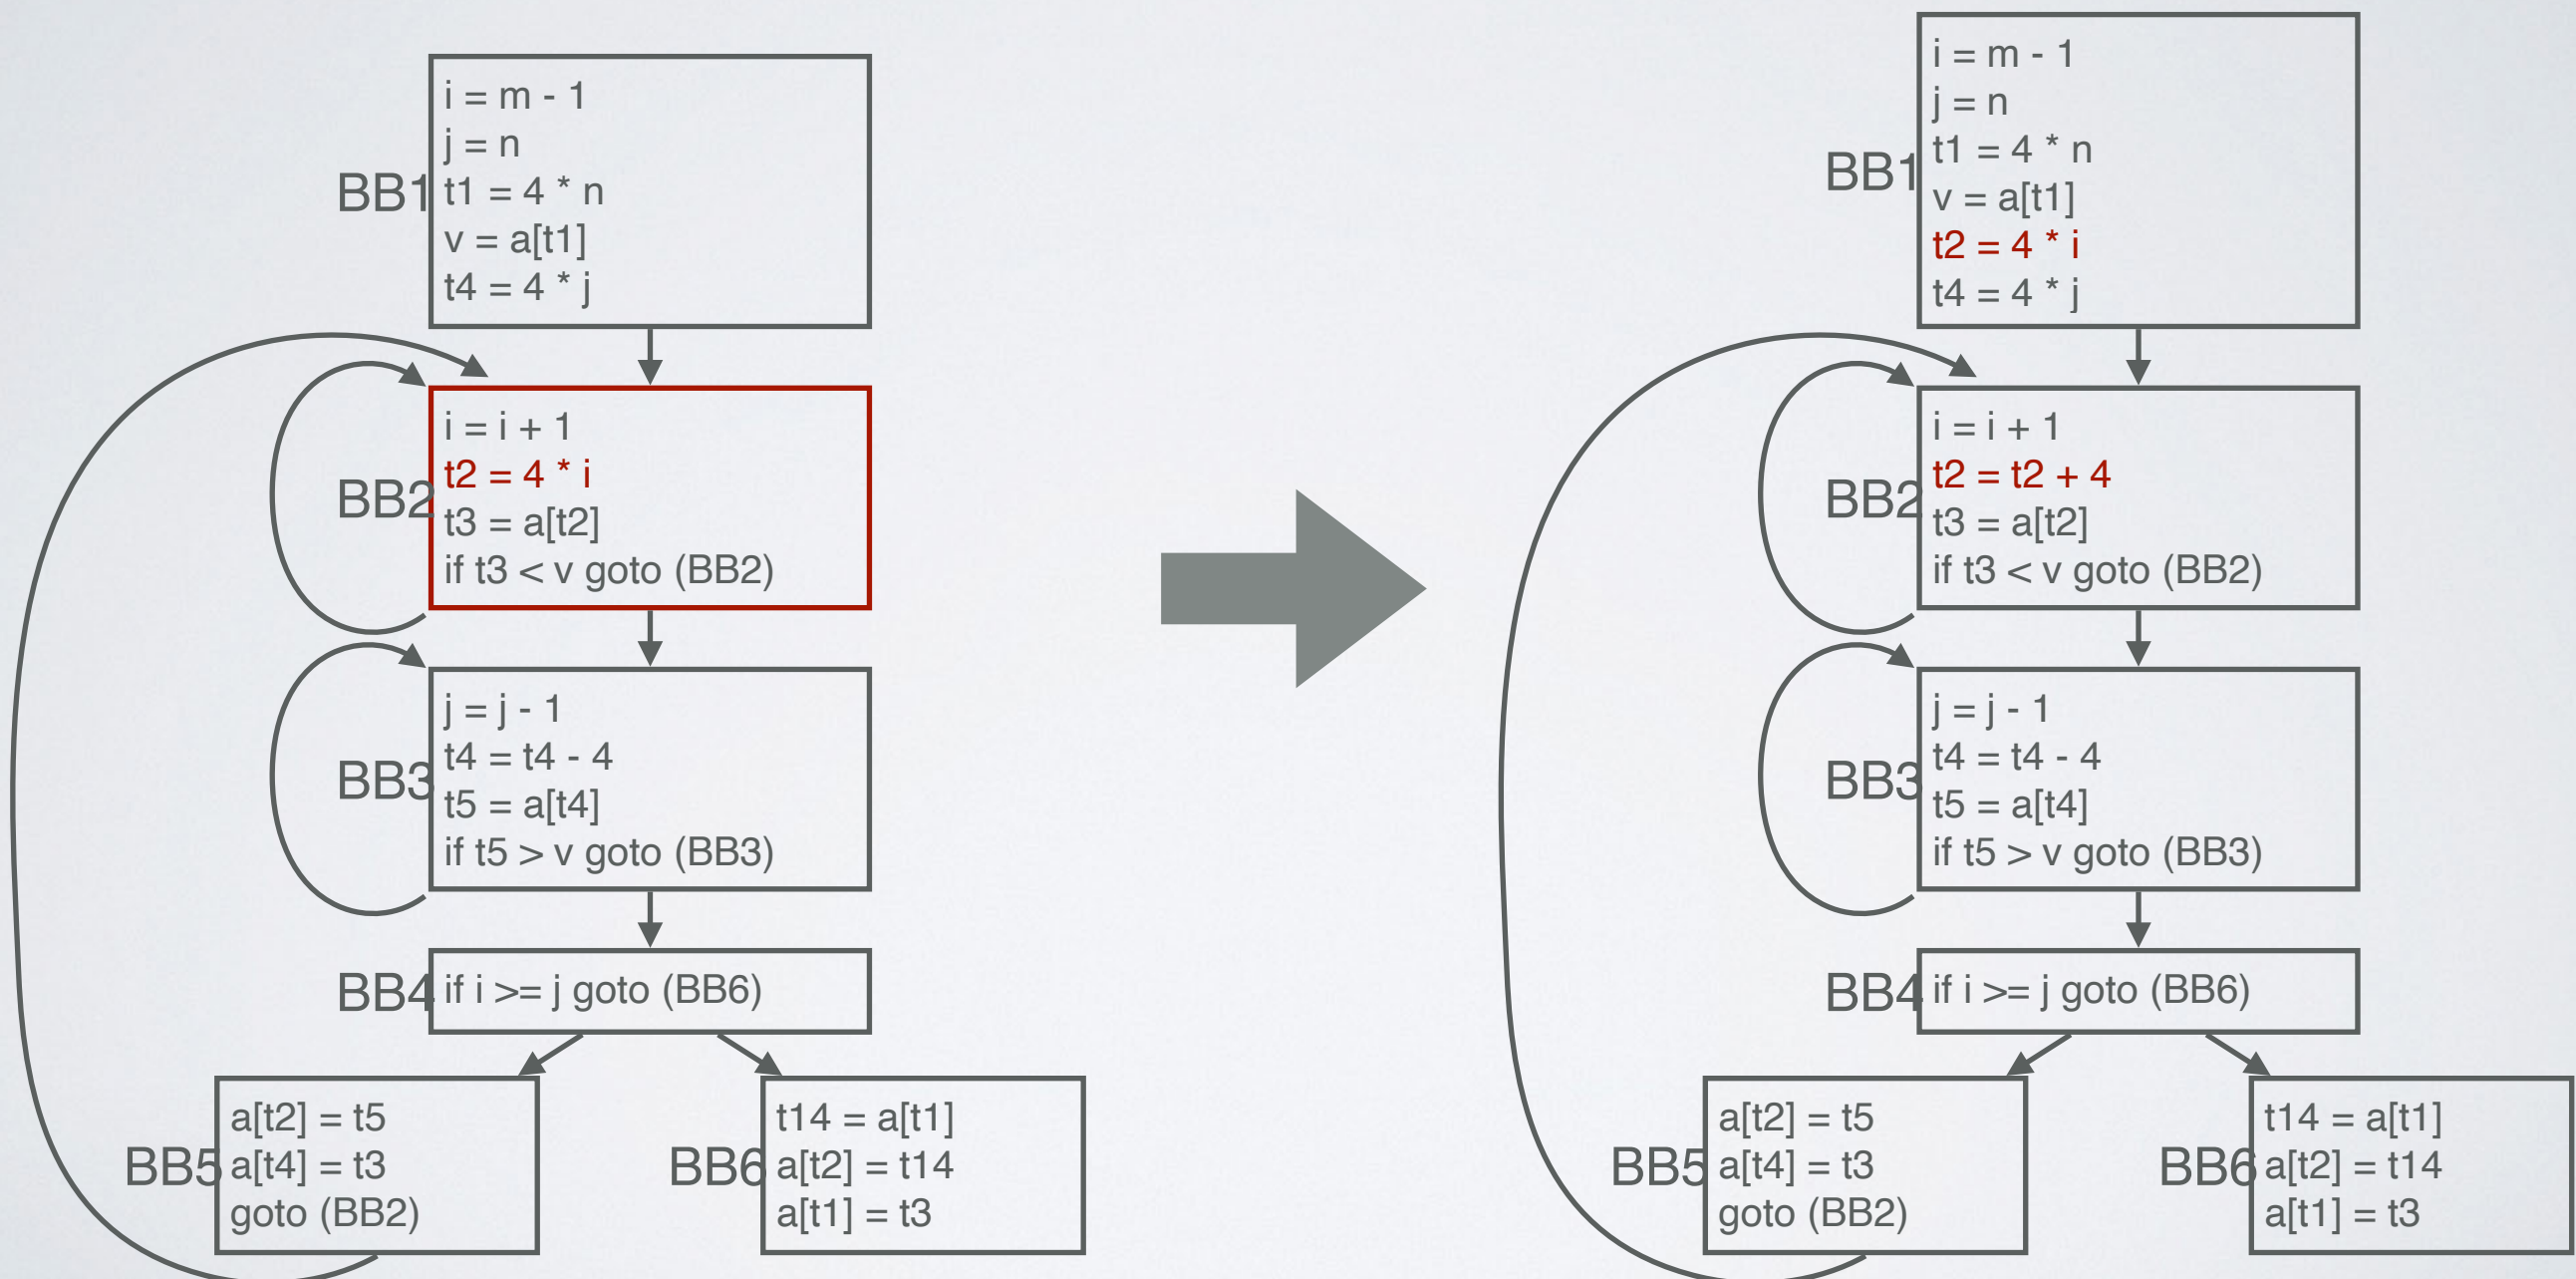 i = m - 1
j = n
BB1
t1 = 4 * n
v = a[t1]
t4 = 4 * j
i = i + 1
t2 = 4 * i
BB2
t3 = a[t2]
if t3 < v goto (BB2)
j = j - 1
t4 = t4 - 4
BB3
t5 = a[t4]
if t5 > v goto (BB3)
BB4
if i >= j goto (BB6)
a[t2] = t5
BB5
a[t4] = t3
goto (BB2)
t14 = a[t1]
BB6
a[t2] = t14
a[t1] = t3
i = m - 1
j = n
t1 = 4 * n
BB1
v = a[t1]
t2 = 4 * i
t4 = 4 * j
i = i + 1
t2 = t2 + 4
BB2
t3 = a[t2]
if t3 < v goto (BB2)
j = j - 1
t4 = t4 - 4
BB3
t5 = a[t4]
if t5 > v goto (BB3)
BB4
if i >= j goto (BB6)
a[t2] = t5
BB5
a[t4] = t3
goto (BB2)
t14 = a[t1]
BB6
a[t2] = t14
a[t1] = t3